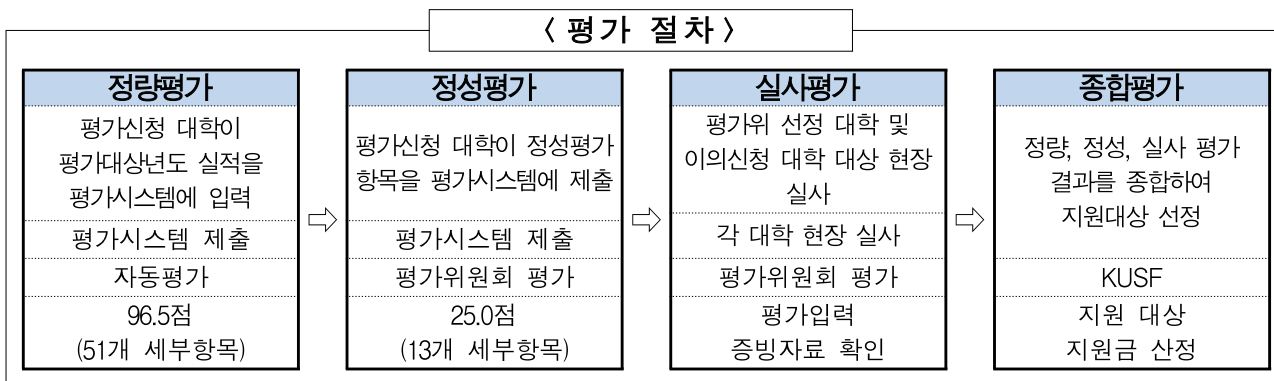 < 평가 절차 >
정량평가
평가신청 대학이
평가대상년도 실적을
평가시스템에 입력
평가시스템 제출
자동평가
96.5점
(51개 세부항목)
정성평가
평가신청 대학이 정성평가
항목을 평가시스템에 제출
평가시스템 제출
평가위원회 평가
25.0점
(13개 세부항목)
실사평가
평가위 선정 대학 및
이의신청 대학 대상 현장
실사
각 대학 현장 실사
평가위원회 평가
평가입력
증빙자료 확인
종합평가
정량, 정성, 실사 평가
결과를 종합하여
지원대상 선정
KUSF
지원 대상
지원금 산정